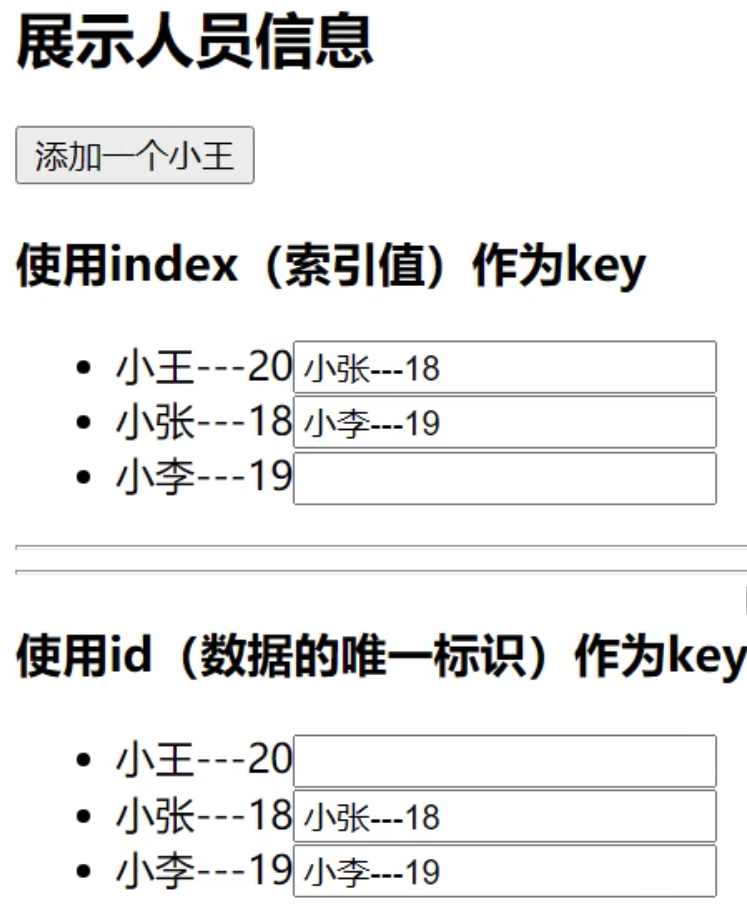 展示人员信息
添加一个小王
使用index（索引值）作为key
小王---20 小张---18
小张---18 小李---19
小李---19
使用id（数据的唯一标识）作为key
小王---20
小张---18 小张---18
小李---19 小李---19